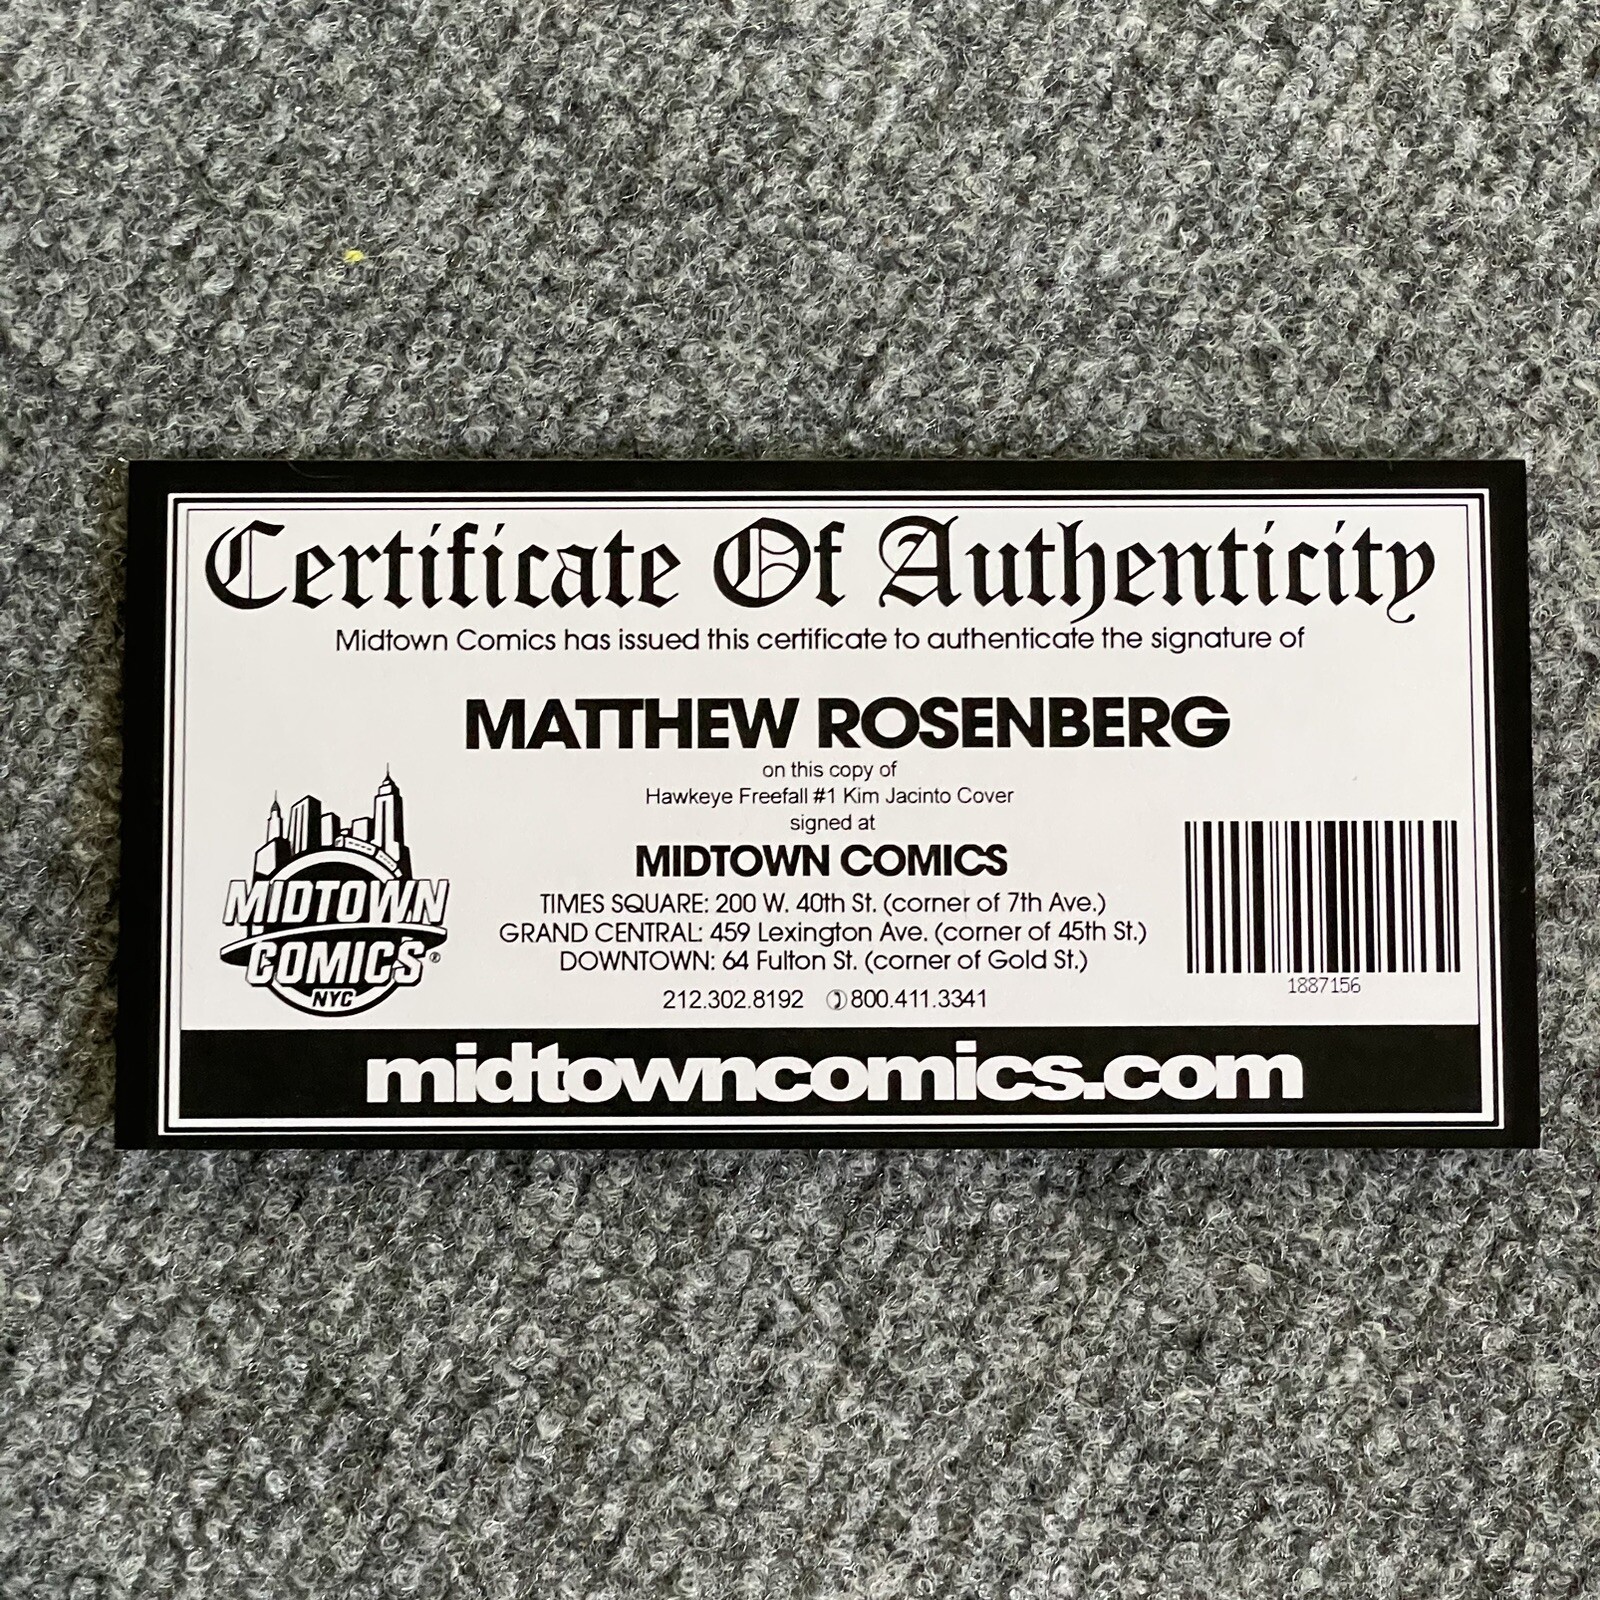 Certificate Of Authenticity
Midtown Comics has issued this certificate to authenticate the signature of
MATTHEW ROSENBERG
on this copy of
Hawkeye Freefall #1 Kim Jacinto Cover
signed at
MIDTOWN COMICS
TIMES SQUARE: 200 W. 40th St. (corner of 7th Ave.)
GRAND CENTRAL: 459 Lexington Ave. (corner of 45th St.)
DOWNTOWN: 64 Fulton St. (corner of Gold St.)
212.302.8192 800.411.3341
MIDTOWN
COMICS®
NYC
1887156
midtowncomics.com